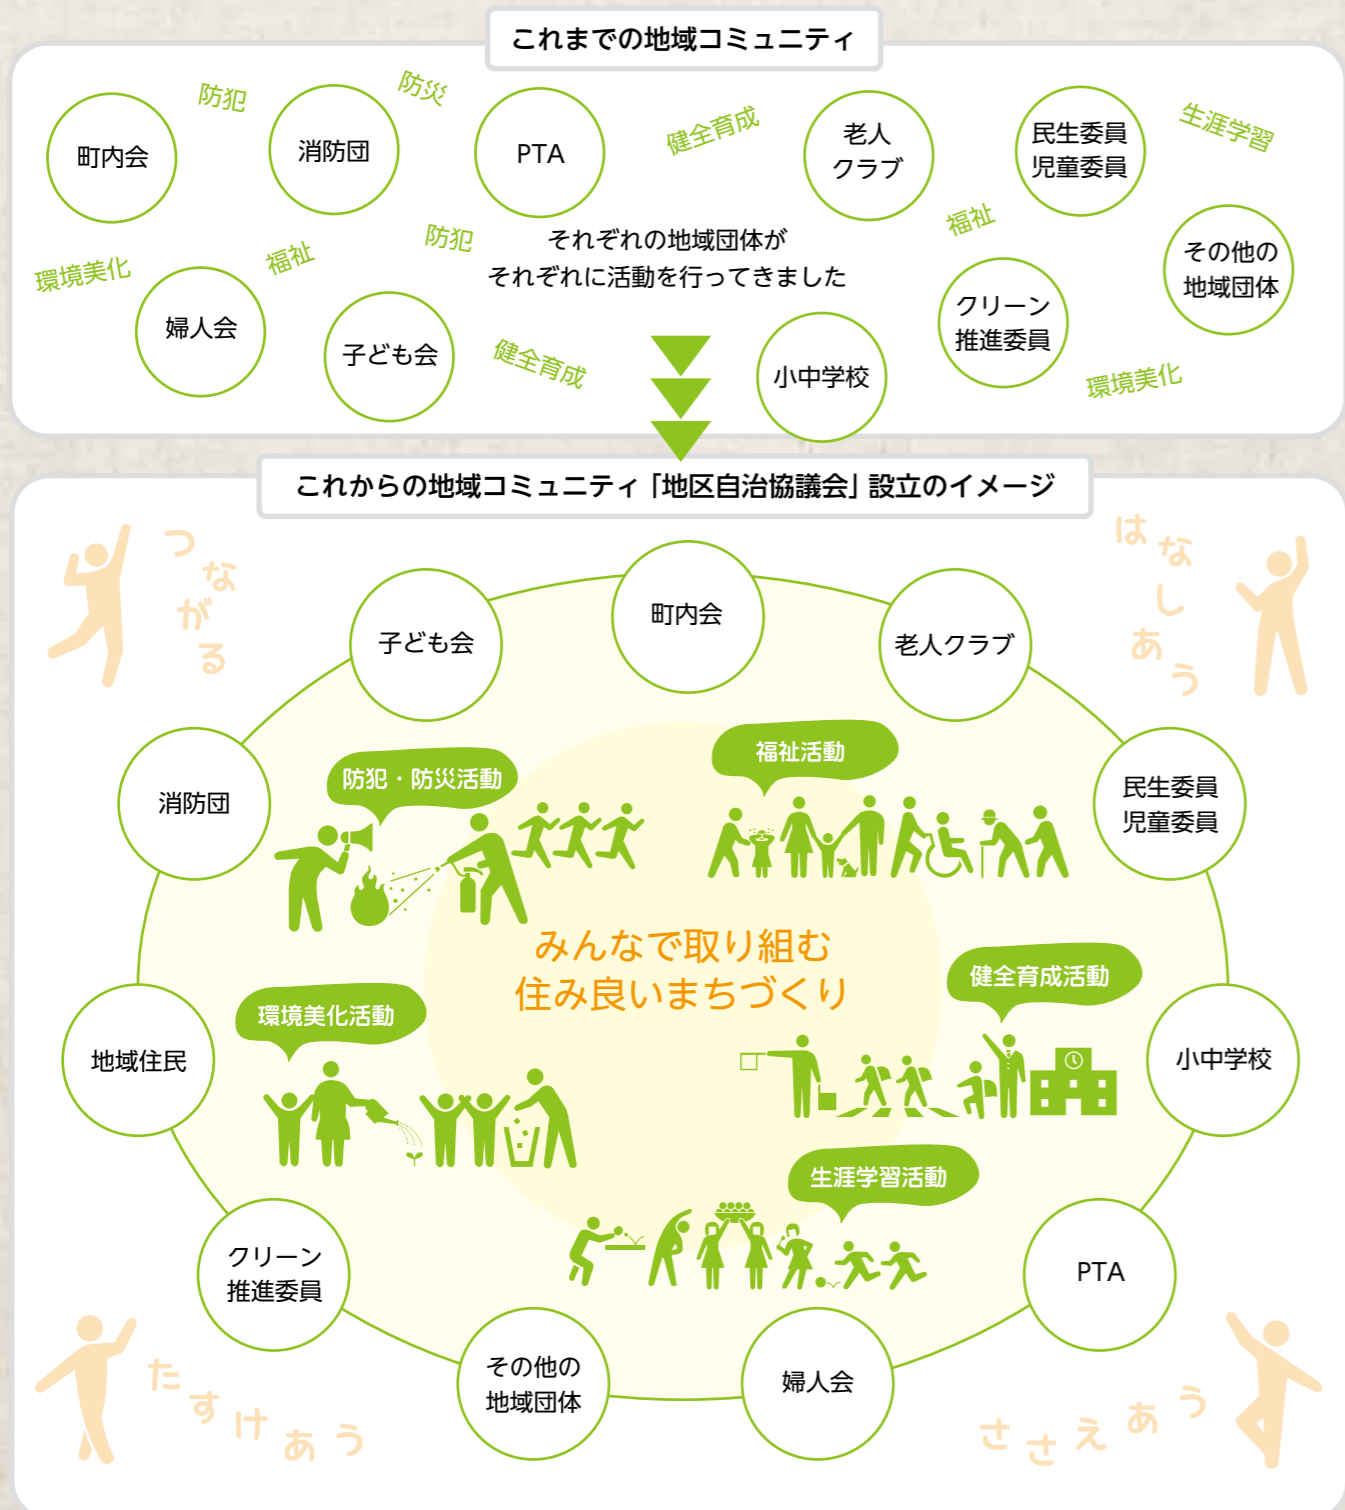 これまでの地域コミュニティ
防犯
防災
町内会
消防団
PTA
健全育成
老人
クラブ
民生委員
児童委員
生涯学習
環境美化
福祉
防犯
それぞれの地域団体が
それぞれに活動を行ってきました
福祉
その他の
地域団体
婦人会
子ども会
健全育成
小中学校
クリーン
推進委員
環境美化
これからの地域コミュニティ「地区自治協議会」設立のイメージ
つながる
はなしあう
子ども会
町内会
老人クラブ
消防団
防犯・防災活動
福祉活動
民生委員
児童委員
みんなで取り組む
住み良いまちづくり
地域住民
環境美化活動
健全育成活動
小中学校
生涯学習活動
クリーン
推進委員
PTA
その他の
地域団体
婦人会
たすけあう
ささえあう